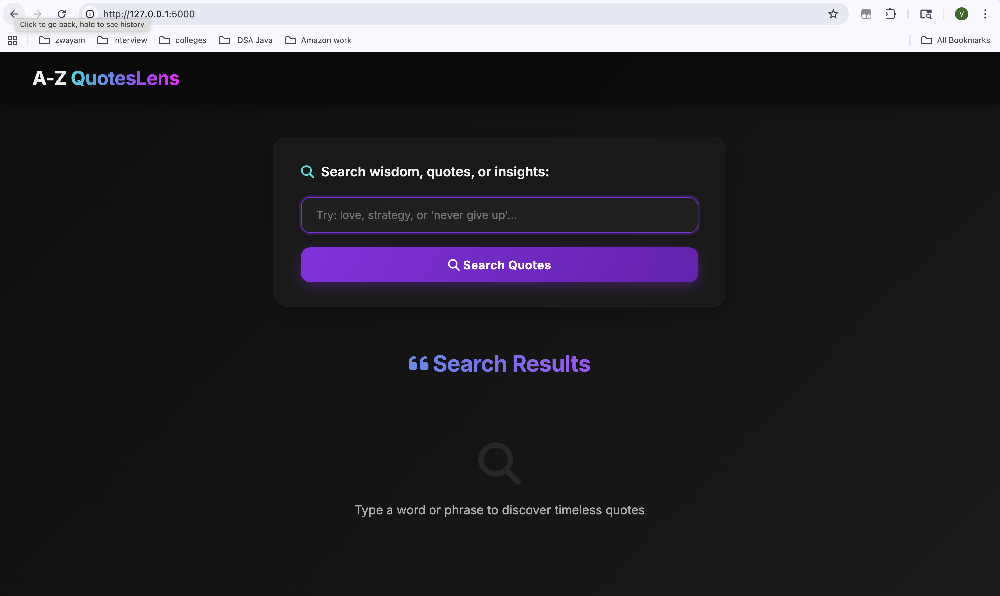 http://127.0.0.1:5000
V
Click to go back, hold to see history
zwayam interview colleges DSA Java Amazon work All Bookmarks
A-Z QuotesLens
Search wisdom, quotes, or insights:
Try: love, strategy, or 'never give up'...
Search Quotes
“ Search Results
Type a word or phrase to discover timeless quotes